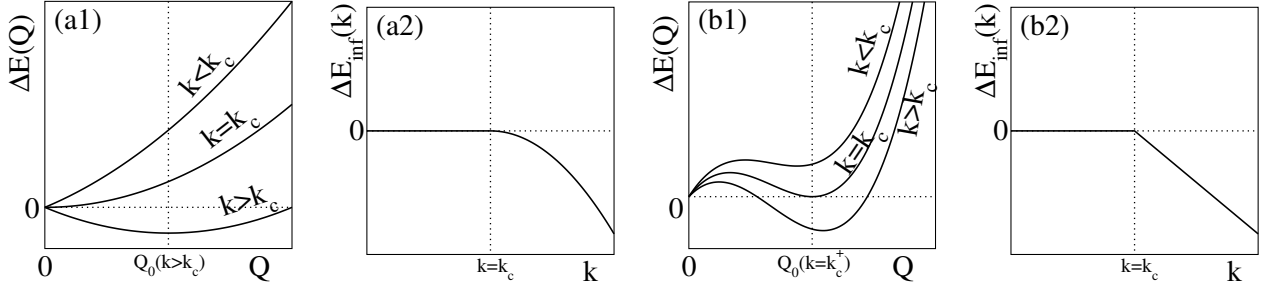 (a1)
ΔE(Q)
k<k_c
k=k_c
k>k_c
0
0
Q_0(k>k_c)
Q
(a2)
ΔE_inf(k)
0
k=k_c
k
(b1)
ΔE(Q)
k<k_c
k=k_c
k>k_c
0
0
Q_0(k=k_c^+)
Q
(b2)
ΔE_inf(k)
0
k=k_c
k